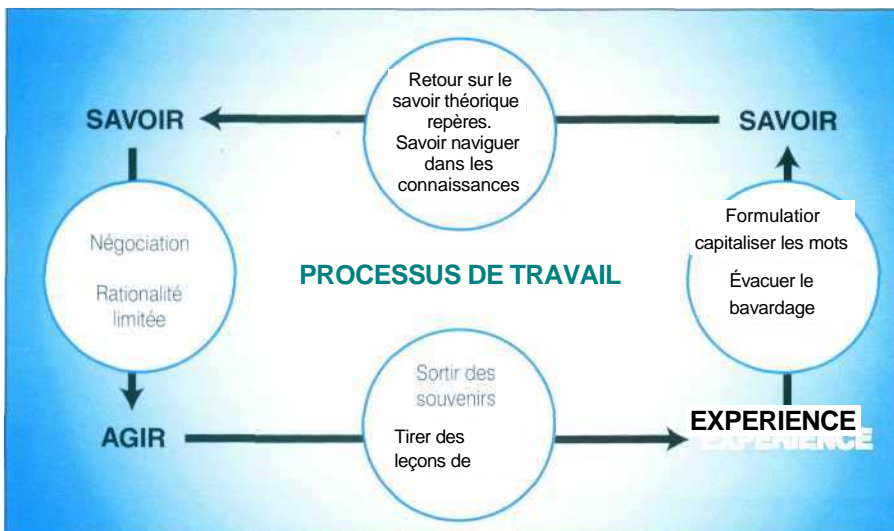 Retour sur le
savoir théorique
repères.
Savoir naviguer
dans les
connaissances
SAVOIR
SAVOIR
Négociation
Rationalité
limitée
PROCESSUS DE TRAVAIL
Formulatior
capitaliser les mots
Évacuer le
bavardage
AGIR
Sortir des
souvenirs
Tirer des
leçons de
EXPERIENCE
EXPERIENCE